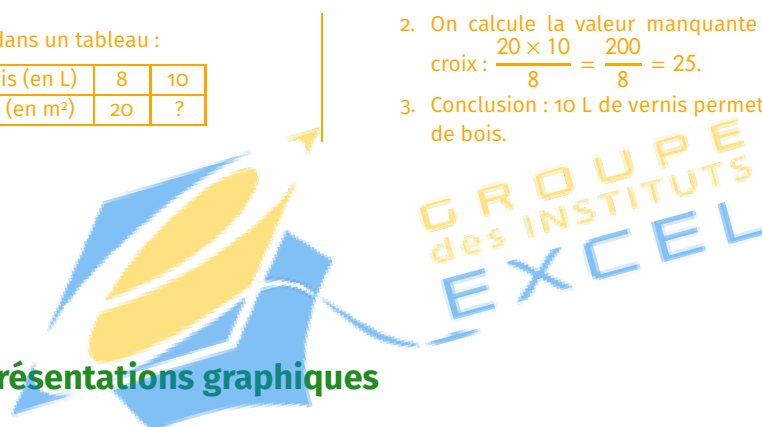 dans un tableau :
is (en L) 8 10
(en m²) 20 ?
2. On calcule la valeur manquante
croix : 20 × 10 / 8 = 200 / 8 = 25.
3. Conclusion : 10 L de vernis permet
de bois.
GROUPE
des INSTITUTS
EXCEL
résentations graphiques